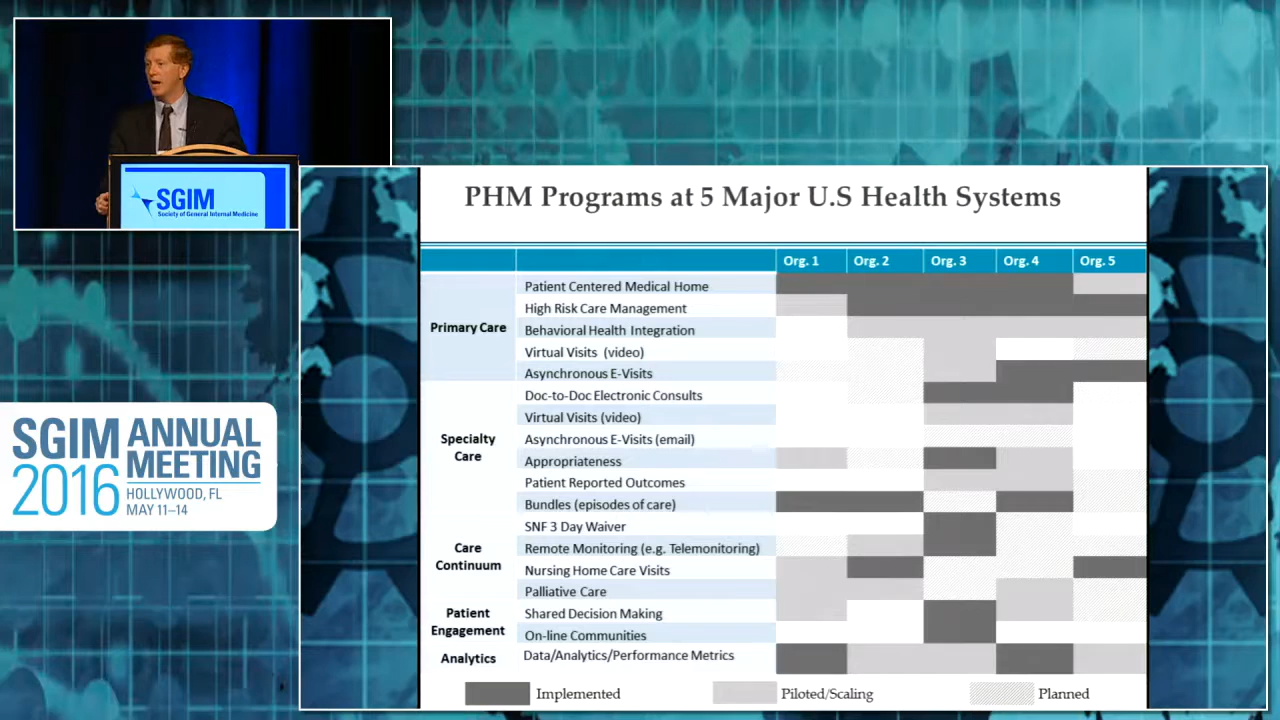 SGIM
Society of General Internal Medicine
SGIM ANNUAL
2016 MEETING
HOLLYWOOD, FL
MAY 11–14
PHM Programs at 5 Major U.S Health Systems
Org. 1 Org. 2 Org. 3 Org. 4 Org. 5
Primary Care
Patient Centered Medical Home
High Risk Care Management
Behavioral Health Integration
Virtual Visits (video)
Asynchronous E-Visits
Specialty
Care
Doc-to-Doc Electronic Consults
Virtual Visits (video)
Asynchronous E-Visits (email)
Appropriateness
Patient Reported Outcomes
Bundles (episodes of care)
Care
Continuum
SNF 3 Day Waiver
Remote Monitoring (e.g. Telemonitoring)
Nursing Home Care Visits
Palliative Care
Patient
Engagement
Shared Decision Making
On-line Communities
Analytics
Data/Analytics/Performance Metrics
Implemented Piloted/Scaling Planned